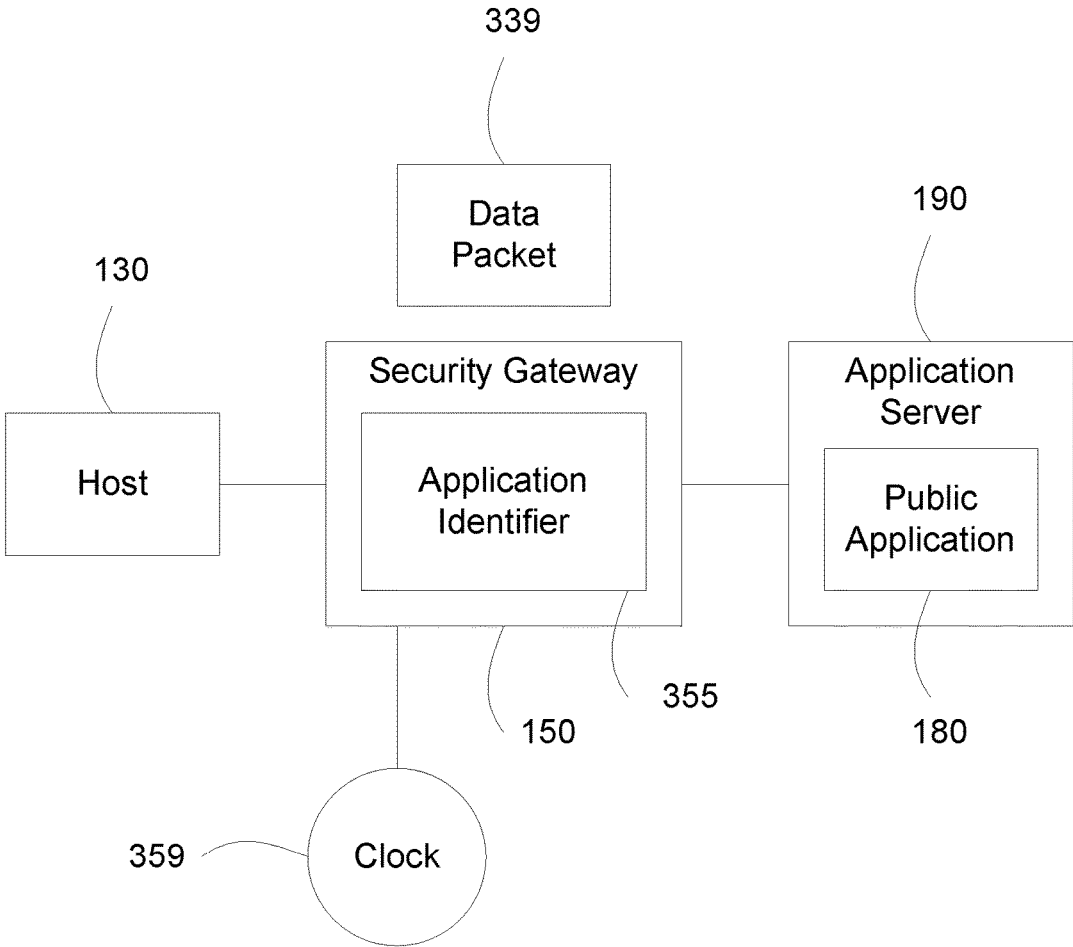 339
Data
Packet
190
130
Security Gateway
Application
Server
Host
Application
Identifier
Public
Application
355
150
180
359
Clock